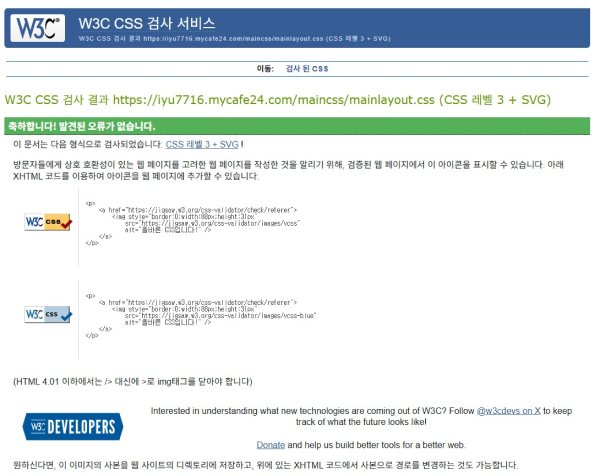 W3C® W3C CSS 검사 서비스
W3C CSS 검사 결과 https://iyu7716.mycafe24.com/maincss/mainlayout.css (CSS 레벨 3 + SVG)
이동: 검사 된 CSS
W3C CSS 검사 결과 https://iyu7716.mycafe24.com/maincss/mainlayout.css (CSS 레벨 3 + SVG)
축하합니다! 발견된 오류가 없습니다.
이 문서는 다음 형식으로 검사되었습니다: CSS 레벨 3 + SVG !
방문자들에게 상호 호환성이 있는 웹 페이지를 고려한 웹 페이지를 작성한 것을 알리기 위해, 검증된 웹 페이지에서 이 아이콘을 표시할 수 있습니다. 아래
XHTML 코드를 이용하여 아이콘을 웹 페이지에 추가할 수 있습니다:
W3C css
<p>
<a href="https://jigsaw.w3.org/css-validator/check/referer">
<img style="border:0;width:88px;height:31px"
src="https://jigsaw.w3.org/css-validator/images/vcss"
alt="올바른 CSS입니다!" />
</a>
</p>
W3C css
<p>
<a href="https://jigsaw.w3.org/css-validator/check/referer">
<img style="border:0;width:88px;height:31px"
src="https://jigsaw.w3.org/css-validator/images/vcss-blue"
alt="올바른 CSS입니다!" />
</a>
</p>
(HTML 4.01 이하에서는 /> 대신에 >로 img태그를 닫아야 합니다)
W3C DEVELOPERS
Interested in understanding what new technologies are coming out of W3C? Follow @w3cdevs on X to keep
track of what the future looks like!
Donate and help us build better tools for a better web.
원하신다면, 이 이미지의 사본을 웹 사이트의 디렉토리에 저장하고, 위에 있는 XHTML 코드에서 사본으로 경로를 변경하는 것도 가능합니다.